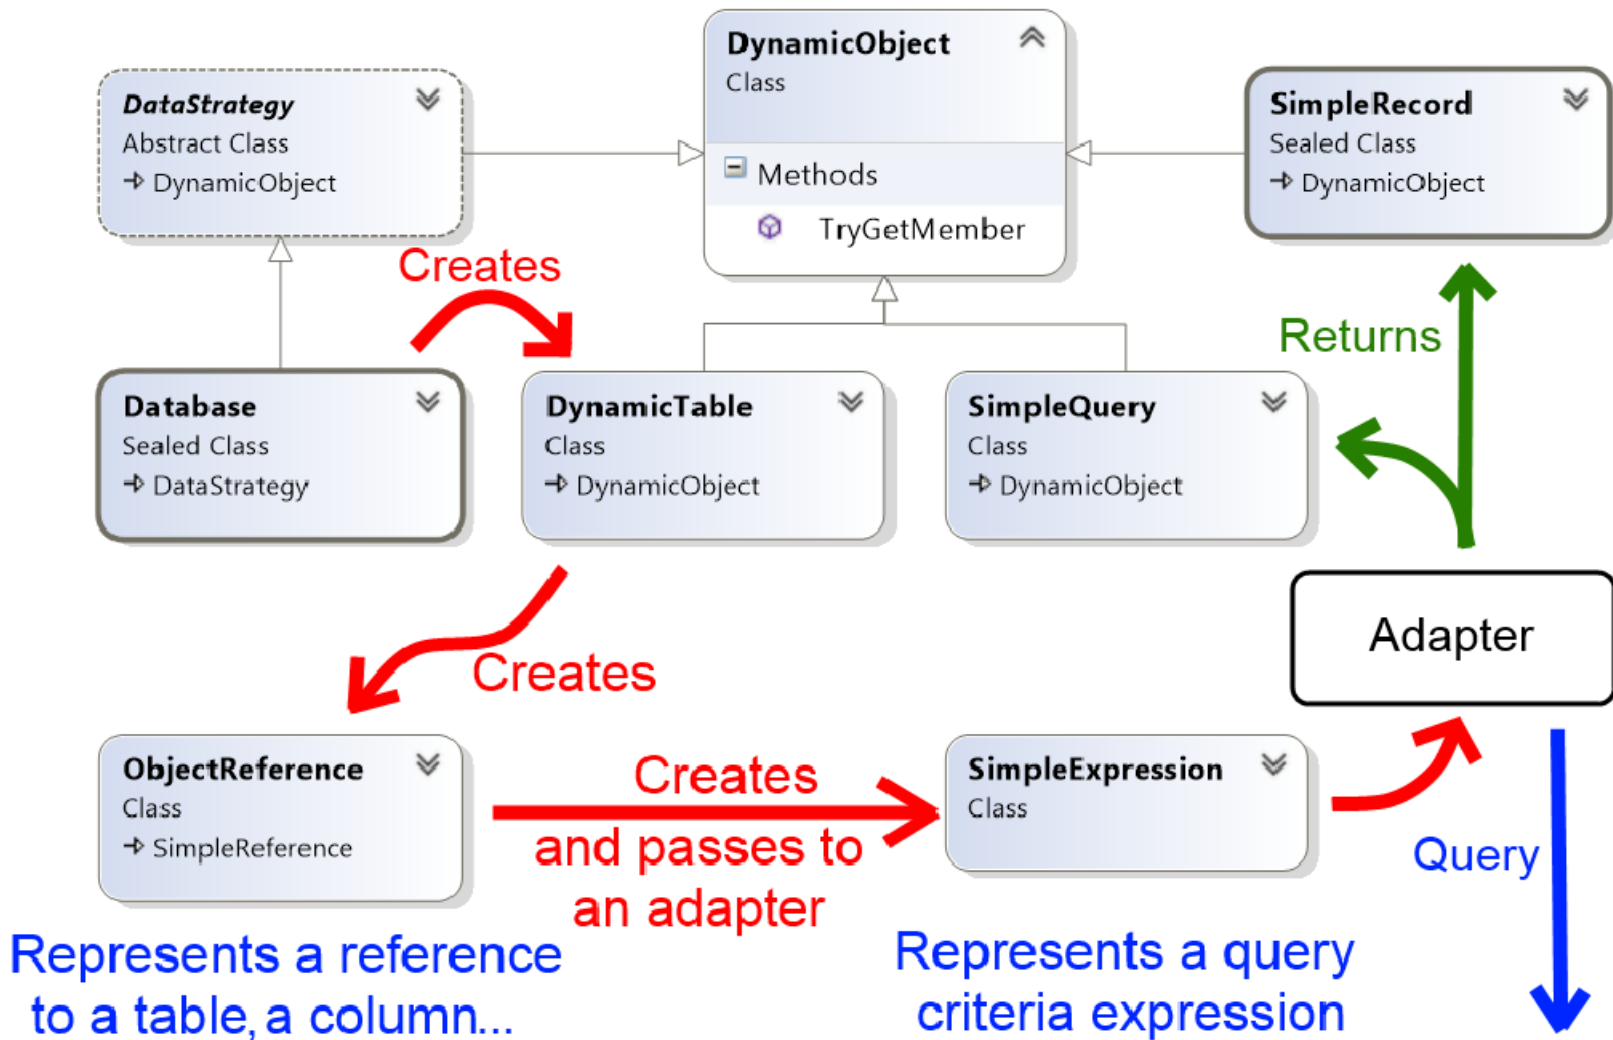 DynamicObject
Class
Methods
TryGetMember
DataStrategy
Abstract Class
DynamicObject
SimpleRecord
Sealed Class
DynamicObject
Creates
Returns
Database
Sealed Class
DataStrategy
DynamicTable
Class
DynamicObject
SimpleQuery
Class
DynamicObject
Adapter
Creates
ObjectReference
Class
SimpleReference
Creates
and passes to
an adapter
SimpleExpression
Class
Query
Represents a reference
to a table, a column...
Represents a query
criteria expression